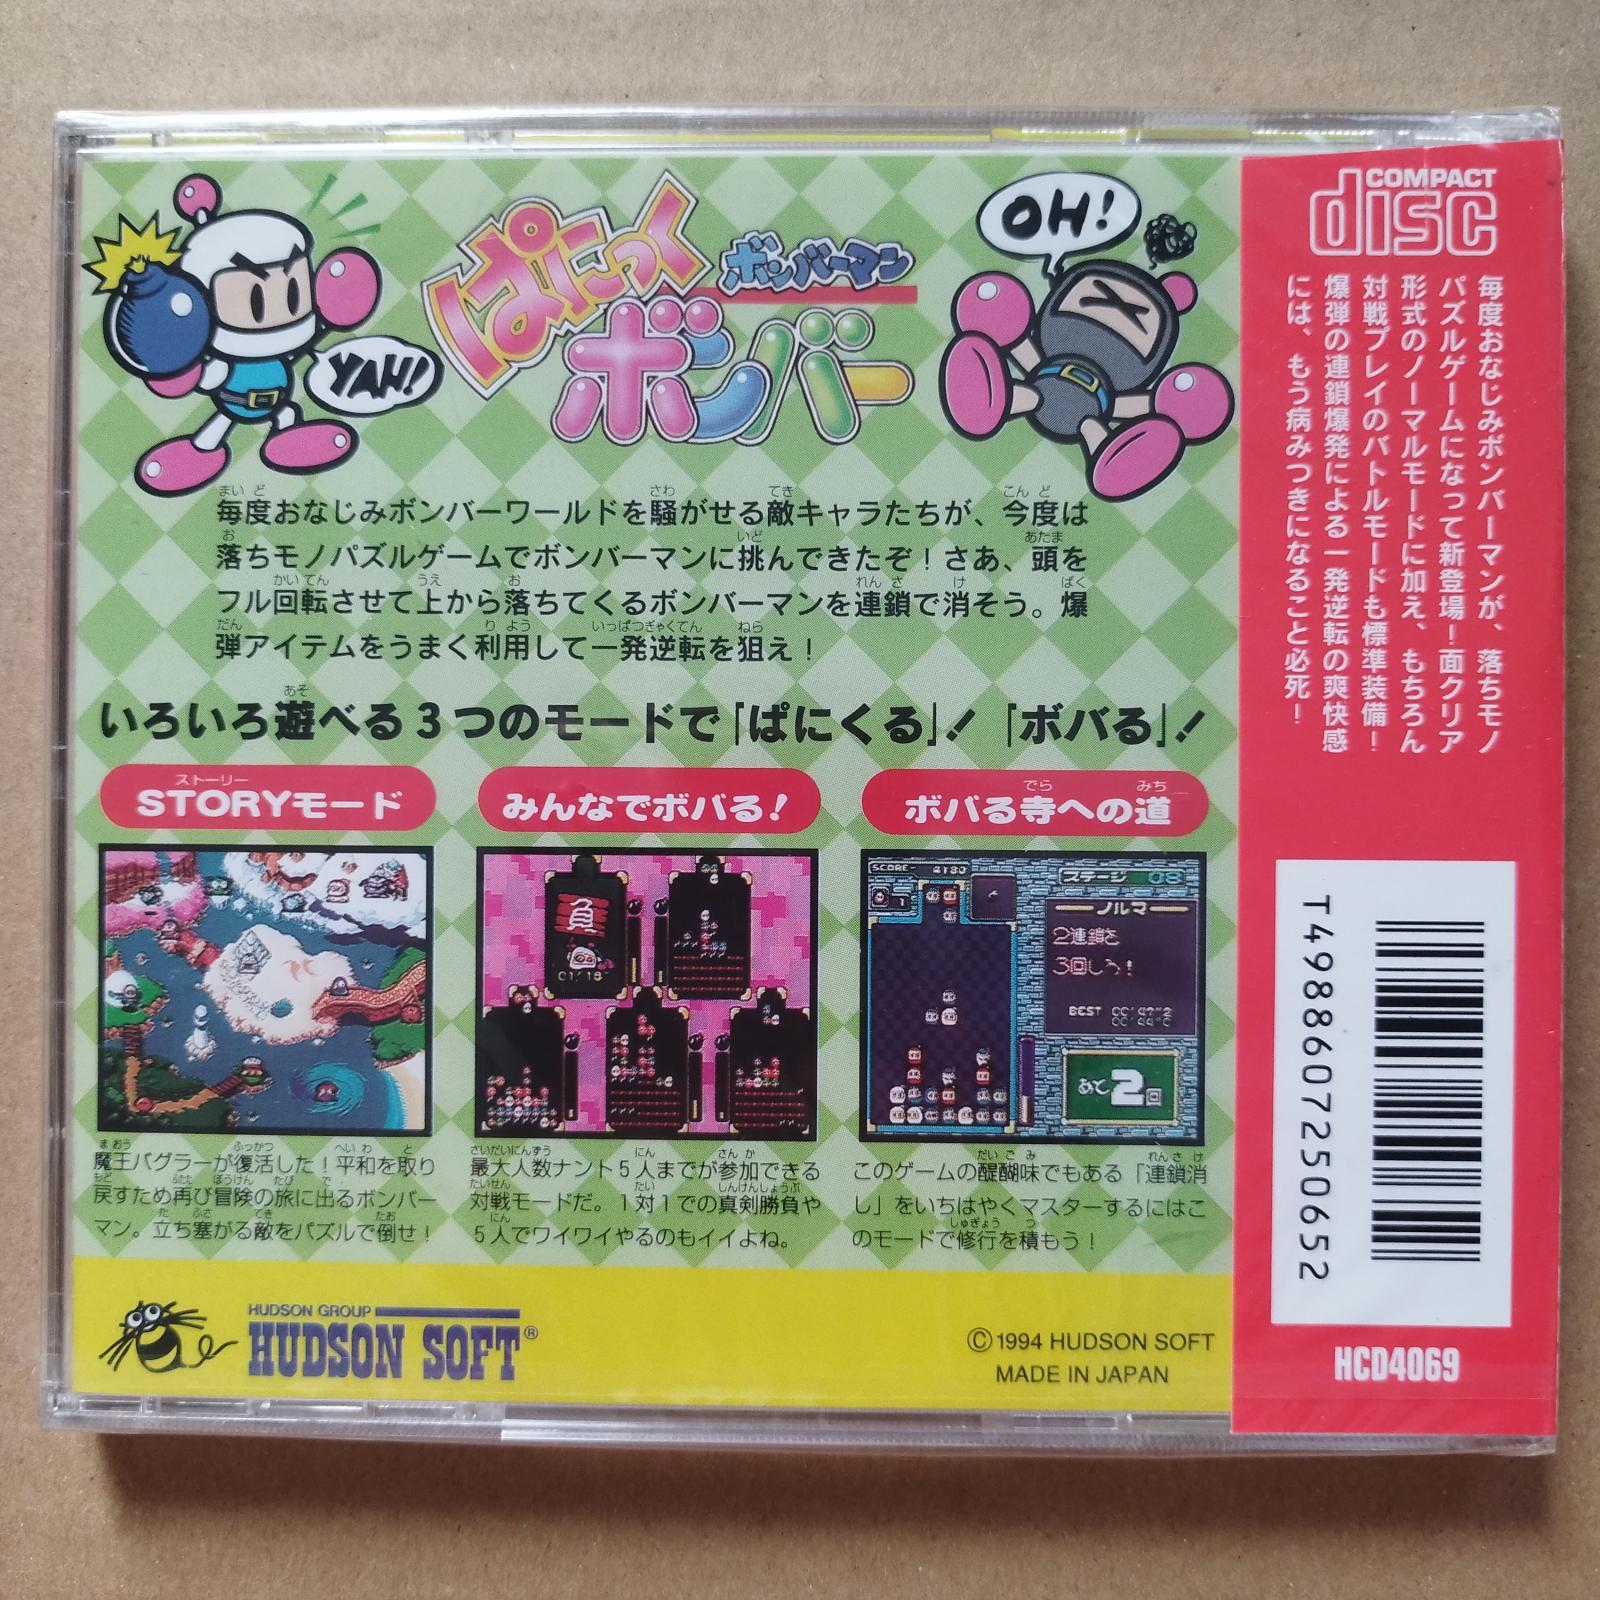 YAH!
ぱにっく
ボンバーマン
ボンバー
OH!
毎度おなじみボンバーワールドを騒がせる敵キャラたちが、今度は
落ちモノパズルゲームでボンバーマンに挑んできたぞ！さあ、頭を
フル回転させて上から落ちてくるボンバーマンを連鎖で消そう。爆
弾アイテムをうまく利用して一発逆転を狙え！
いろいろ遊べる3つのモードで「ぱにくる」！「ボバる」！
STORYモード
みんなでボバる！
ボバる寺への道
負
01/18
SCORE 4180
ステージ 08
1
ノルマ
2連鎖を
3回しろ！
BEST
あと2回
魔王バグラーが復活した！平和を取り
戻すため再び冒険の旅に出るボンバー
マン。立ち塞がる敵をパズルで倒せ！
最大人数ナント5人までが参加できる
対戦モードだ。1対1での真剣勝負や
5人でワイワイやるのもイイよね。
このゲームの醍醐味でもある「連鎖消
し」をいちはやくマスターするにはこ
のモードで修行を積もう！
HUDSON GROUP
HUDSON SOFT®
©1994 HUDSON SOFT
MADE IN JAPAN
COMPACT
disc
毎度おなじみボンバーマンが、落ちモノ
パズルゲームになって新登場！面クリア
形式のノーマルモードに加え、もちろん
対戦プレイのバトルモードも標準装備！
爆弾の連鎖爆発による一発逆転の爽快感
には、もう病みつきになること必死！
T4988607250652
HCD4069